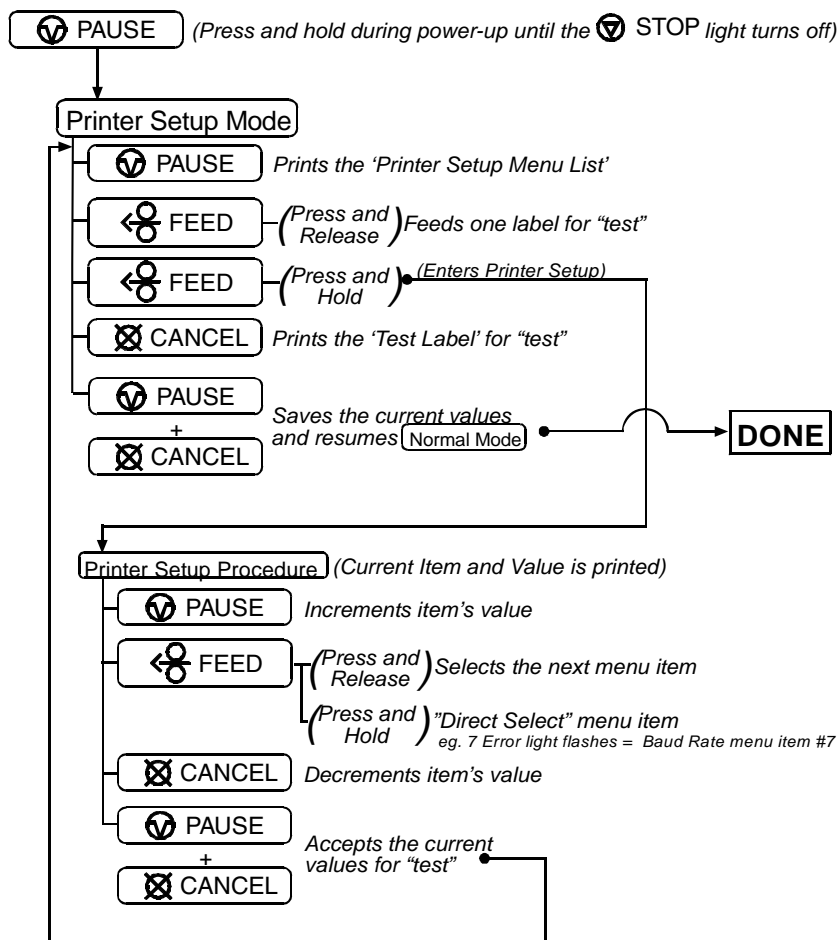 PAUSE (Press and hold during power-up until the STOP light turns off)
Printer Setup Mode
PAUSE Prints the ‘Printer Setup Menu List’
FEED (Press and Release) Feeds one label for “test”
FEED (Press and Hold) (Enters Printer Setup)
CANCEL Prints the ‘Test Label’ for “test”
PAUSE
+
CANCEL
Saves the current values
and resumes Normal Mode
DONE
Printer Setup Procedure (Current Item and Value is printed)
PAUSE Increments item’s value
FEED (Press and Release) Selects the next menu item
(Press and Hold) ”Direct Select” menu item
eg. 7 Error light flashes = Baud Rate menu item #7
CANCEL Decrements item’s value
PAUSE
+
CANCEL
Accepts the current
values for “test”